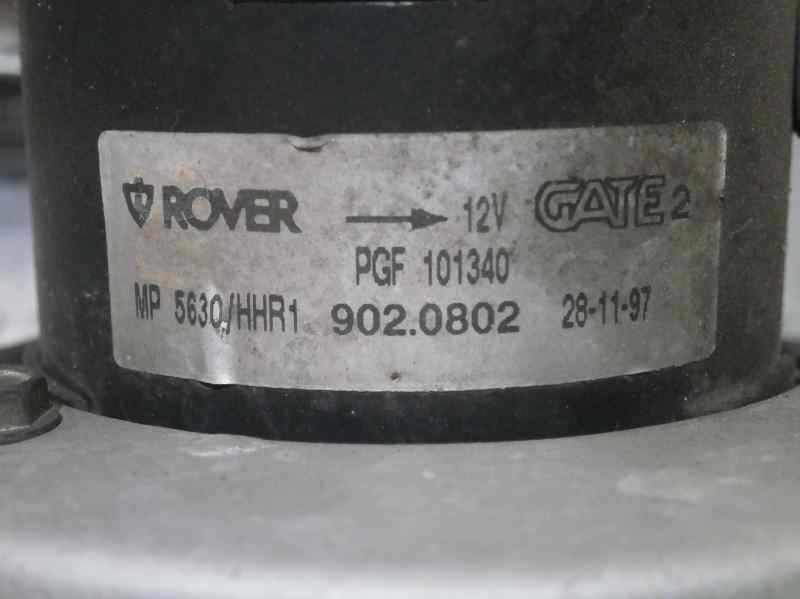 ROVER → 12V GATE 2
PGF 101340
MP 5630/HHR1 902.0802 28-11-97